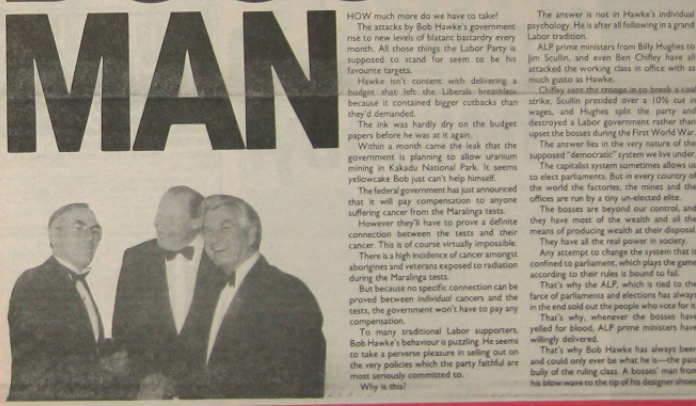 MAN
HOW much more do we have to take?
The attacks by Bob Hawke's government
rise to new levels of blatant bastardry every
month. All those things the Labor Party is
supposed to stand for seem to be his
favourite targets.
Hawke isn't content with delivering a
budget that left the Liberals breathless
because it contained bigger cutbacks than
they'd demanded.
The ink was hardly dry on the budget
papers before he was at it again.
Within a month came the leak that the
government is planning to allow uranium
mining in Kakadu National Park. It seems
yellowcake Bob just can't help himself.
The federal government has just announced
that it will pay compensation to anyone
suffering cancer from the Maralinga tests.
However they'll have to prove a definite
connection between the tests and their
cancer. This is of course virtually impossible.
There is a high incidence of cancer amongst
aborigines and veterans exposed to radiation
during the Maralinga tests.
But because no specific connection can be
proved between individual cancers and the
tests, the government won't have to pay any
compensation.
To many traditional Labor supporters,
Bob Hawke's behaviour is puzzling. He seems
to take a perverse pleasure in selling out on
the very policies which the party faithful are
most seriously committed to.
Why is this?
The answer is not in Hawke's individual
psychology. He is after all following in a grand
Labor tradition.
ALP prime ministers from Billy Hughes to
Jim Scullin, and even Ben Chifley have all
attacked the working class in office with as
much gusto as Hawke.
Chifley sent the troops in to break a coal
strike, Scullin presided over a 10% cut in
wages, and Hughes split the party and
destroyed a Labor government rather than
upset the bosses during the First World War.
The answer lies in the very nature of the
supposed "democratic" system we live under.
The capitalist system sometimes allows us
to elect parliaments. But in every country of
the world the factories, the mines and the
offices are run by a tiny un-elected elite.
The bosses are beyond our control, and
they have most of the wealth and all the
means of producing wealth at their disposal.
They have all the real power in society.
Any attempt to change the system that is
confined to parliament, which plays the game
according to their rules is bound to fail.
That's why the ALP, which is tied to the
farce of parliaments and elections has always
in the end sold out the people who vote for it.
That's why, whenever the bosses have
yelled for blood, ALP prime ministers have
willingly delivered.
That's why Bob Hawke has always been
and could only ever be what he is—the paid
bully of the ruling class. A bosses' man from
his blow wave to the tip of his designer shoes